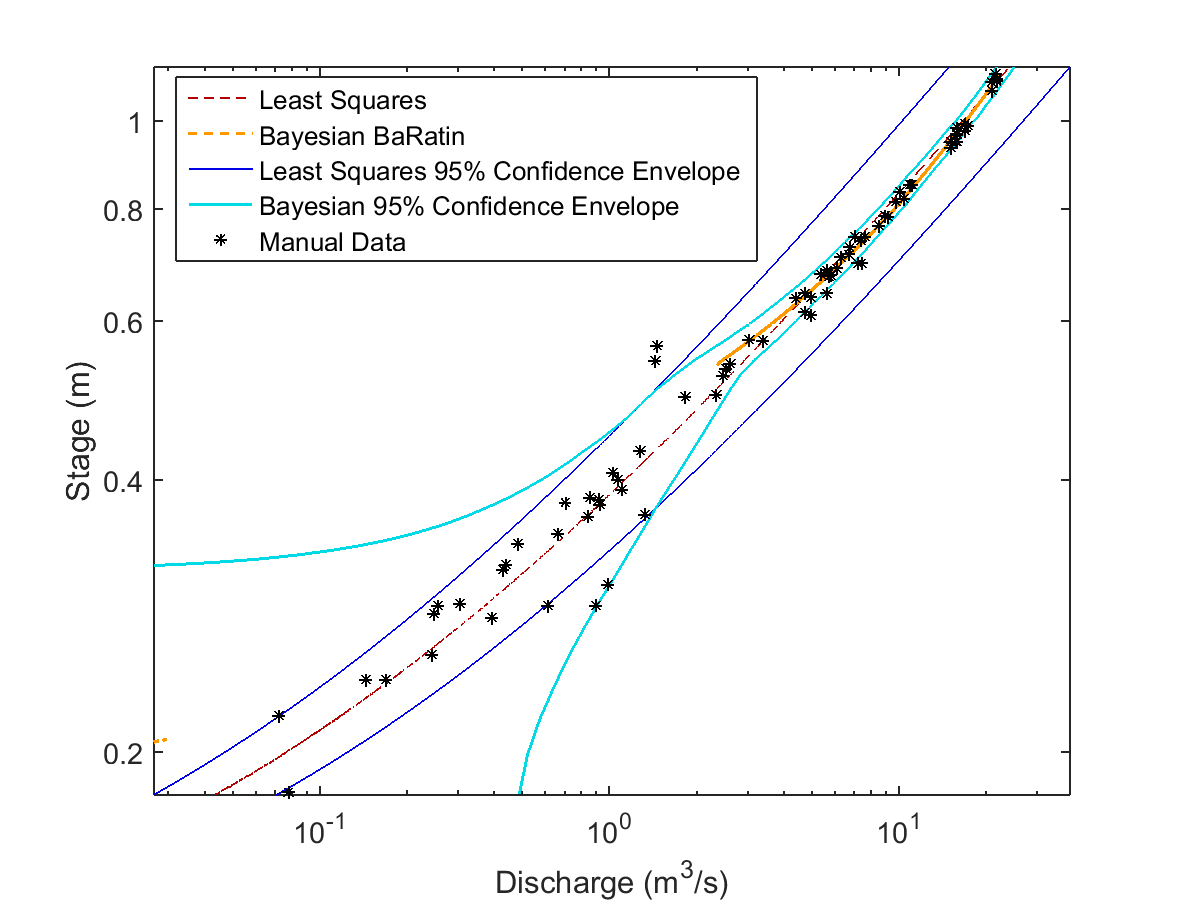 Least Squares
Bayesian BaRatin
Least Squares 95% Confidence Envelope
Bayesian 95% Confidence Envelope
Manual Data
1
0.8
0.6
0.4
0.2
Stage (m)
10-1 100 101
Discharge (m3/s)